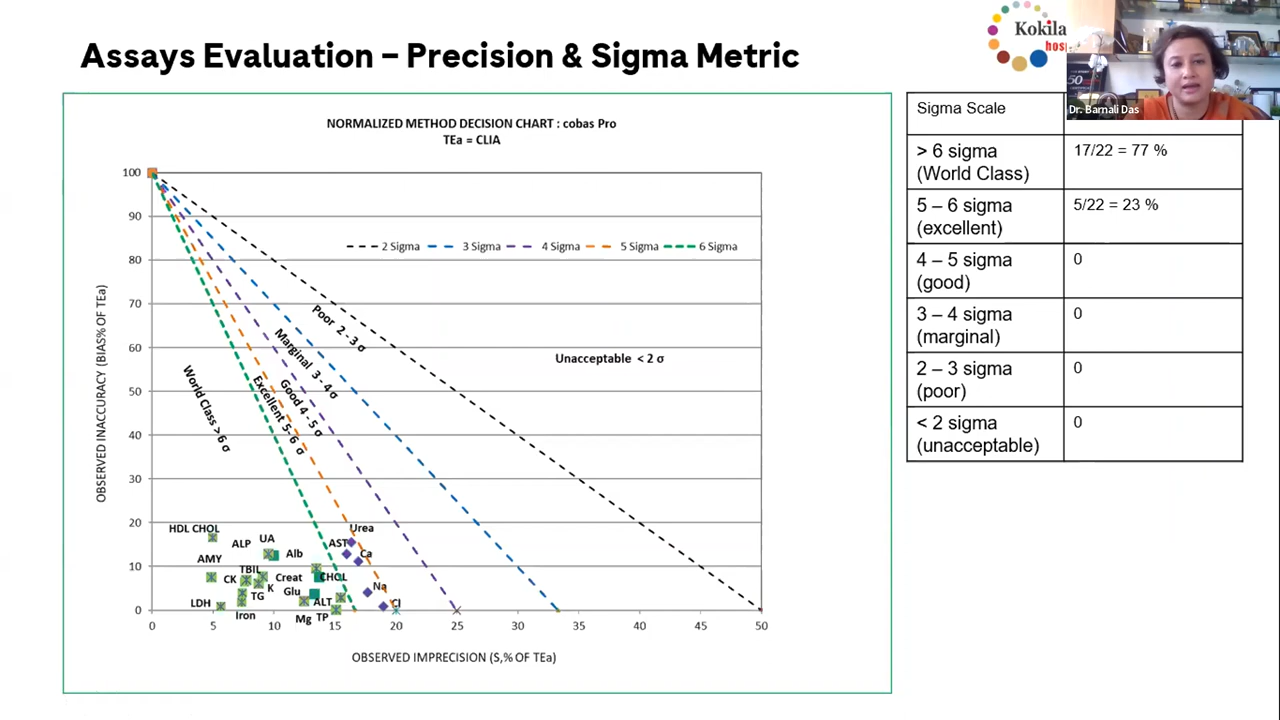 Assays Evaluation – Precision & Sigma Metric
Kokila
hosp
Dr. Barnali Das
NORMALIZED METHOD DECISION CHART : cobas Pro
TEa = CLIA
OBSERVED INACCURACY (BIAS% OF TEa)
100
90
80
70
60
50
40
30
20
10
0
2 Sigma 3 Sigma 4 Sigma 5 Sigma 6 Sigma
Poor 2 - 3 σ
Marginal 3 - 4 σ
Good 4 - 5 σ
Excellent 5-6 σ
World Class >6 σ
Unacceptable < 2 σ
HDL CHOL
UA
ALP
Alb
AMY
TBIL
CK
K
Creat
CHOL
TG
Glu
LDH
Iron
Mg
ALT
TP
AST
Urea
Ca
Na
Cl
0 5 10 15 20 25 30 35 40 45 50
OBSERVED IMPRECISION (S,% OF TEa)
Sigma Scale
> 6 sigma
(World Class)
17/22 = 77 %
5 – 6 sigma
(excellent)
5/22 = 23 %
4 – 5 sigma
(good)
0
3 – 4 sigma
(marginal)
0
2 – 3 sigma
(poor)
0
< 2 sigma
(unacceptable)
0